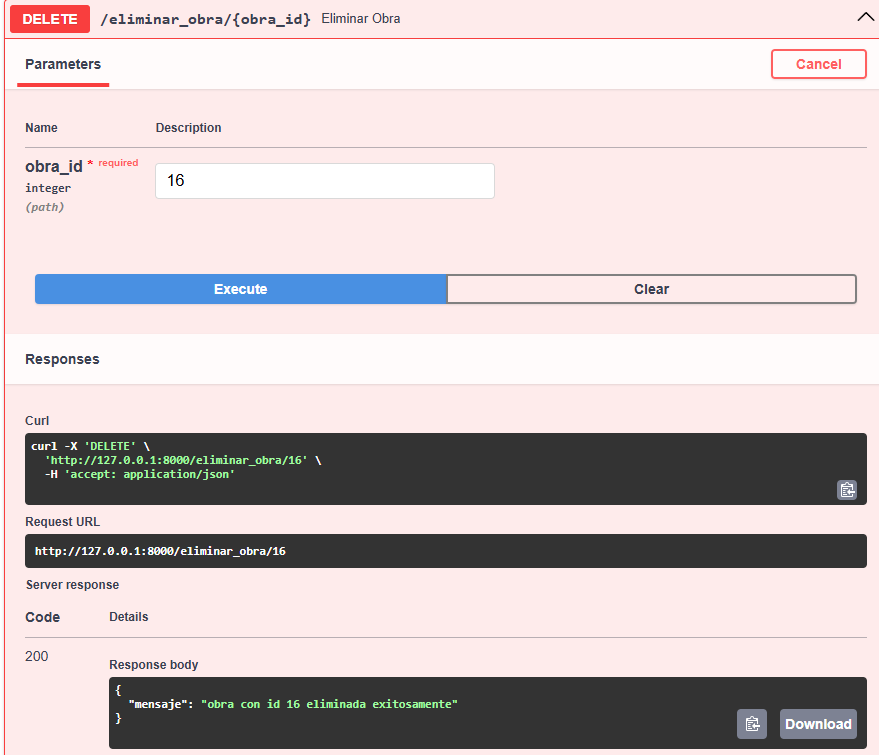 DELETE /eliminar_obra/{obra_id} Eliminar Obra
Parameters
Cancel
Name Description
obra_id * required
integer
(path)
16
Execute Clear
Responses
Curl
curl -X 'DELETE' \
  'http://127.0.0.1:8000/eliminar_obra/16' \
  -H 'accept: application/json'
Request URL
http://127.0.0.1:8000/eliminar_obra/16
Server response
Code Details
200
Response body
{
  "mensaje": "obra con id 16 eliminada exitosamente"
}
Download